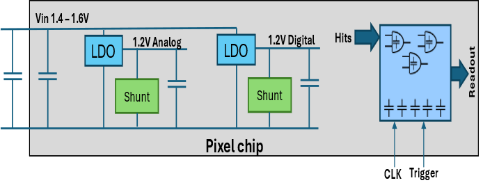 Vin 1.4 – 1.6V
LDO
1.2V Analog
Shunt
LDO
1.2V Digital
Shunt
Hits
Readout
Pixel chip
CLK
Trigger